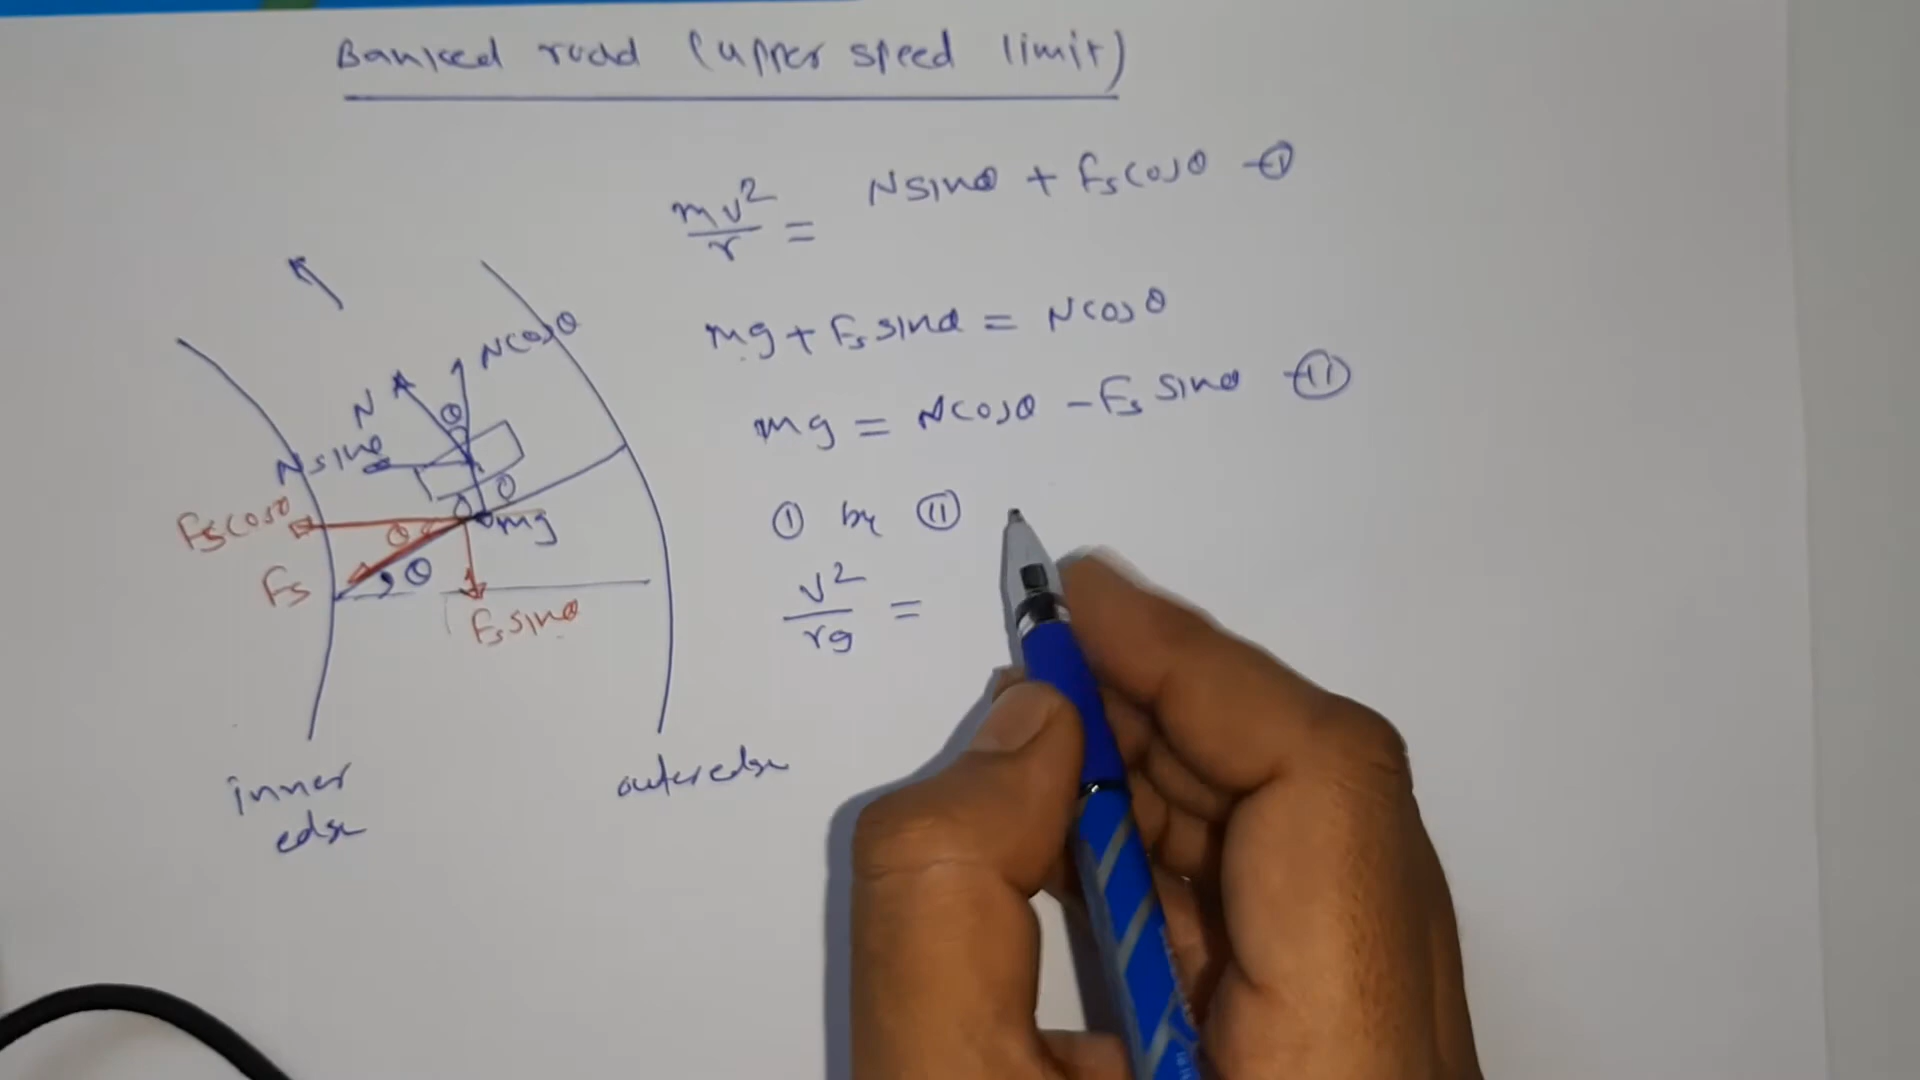 Banked road (upper speed limit)
mv²/r = N sinθ + Fs cosθ -①
mg + Fs sinθ = N cosθ
mg = N cosθ - Fs sinθ -⑪
① by ⑪
v²/rg =
N cosθ
N
θ
N sinθ
θ
Fs cosθ
θ
mg
Fs
θ
Fs sinθ
inner
edge
outer edge